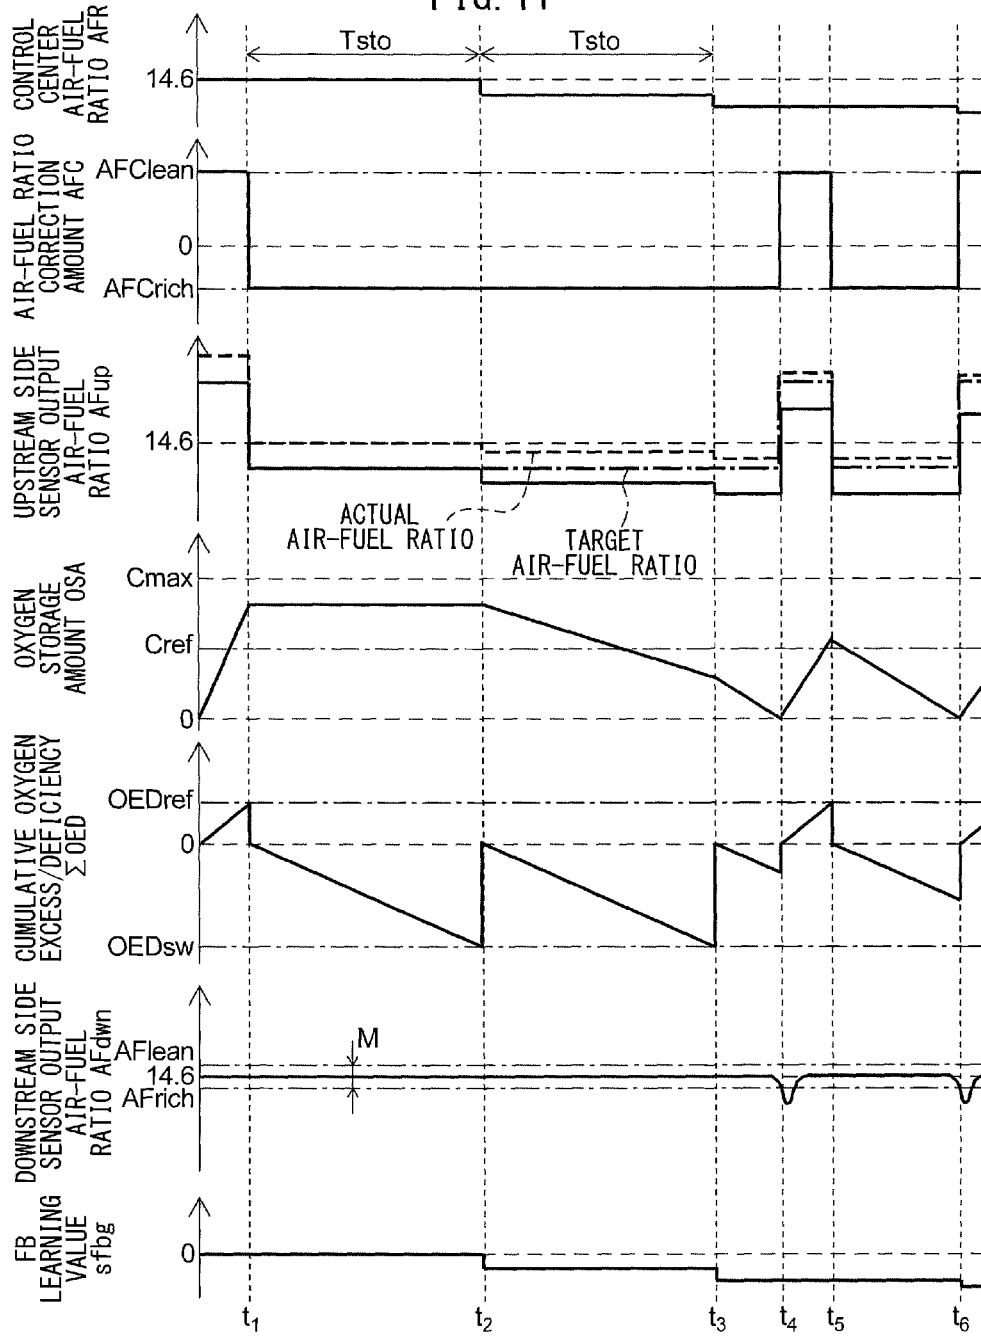 Tsto
Tsto
CONTROL
CENTER
AIR-FUEL
RATIO AFR
14.6
AIR-FUEL RATIO
CORRECTION
AMOUNT AFC
AFClean
0
AFCrich
UPSTREAM SIDE
SENSOR OUTPUT
AIR-FUEL
RATIO AFup
14.6
ACTUAL
AIR-FUEL RATIO
TARGET
AIR-FUEL RATIO
OXYGEN
STORAGE
AMOUNT OSA
Cmax
Cref
0
CUMULATIVE OXYGEN
EXCESS/DEFICIENCY
ΣOED
OEDref
0
OEDsw
DOWNSTREAM SIDE
SENSOR OUTPUT
AIR-FUEL
RATIO AFdwn
AFlean
14.6
AFrich
M
FB
LEARNING
VALUE
sfbg
0
t1 t2 t3 t4 t5 t6